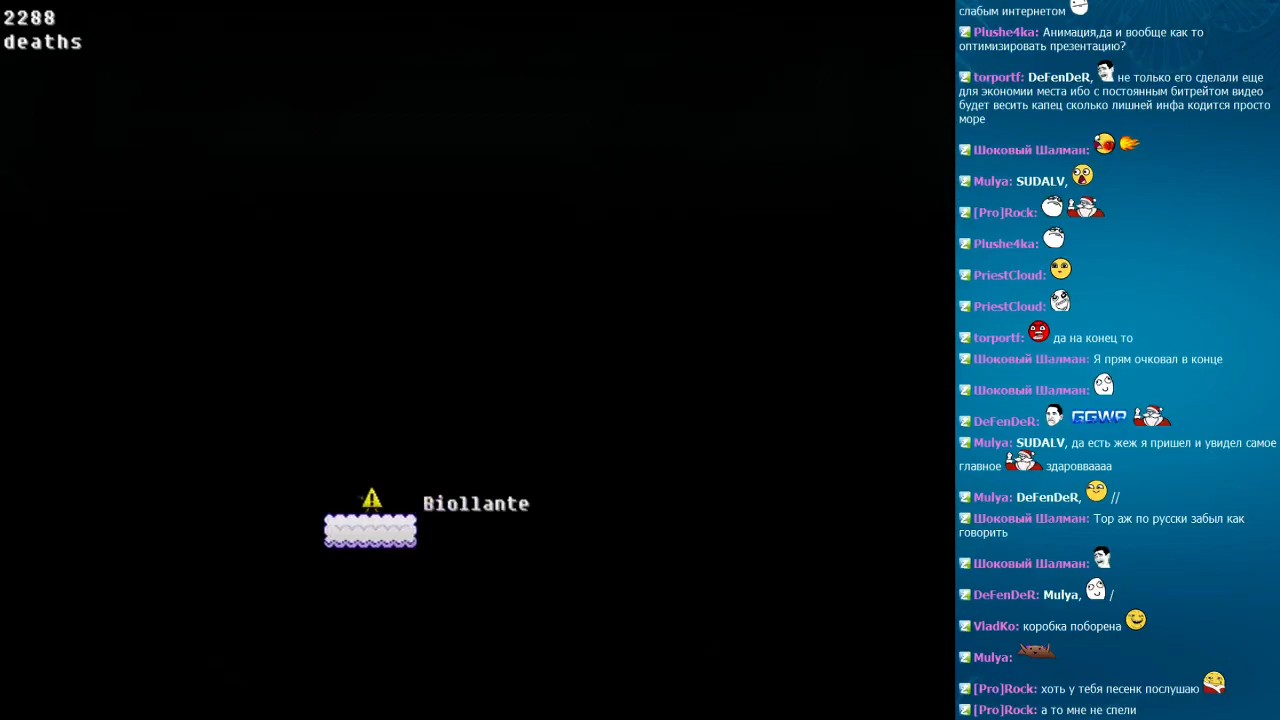 2288
deaths
Biollante
слабым интернетом
Plushe4ka: Анимация,да и вообще как то
оптимизировать презентацию?
torportf: DeFenDeR, не только его сделали еще
для экономии места ибо с постоянным битрейтом видео
будет весить капец сколько лишней инфа кодится просто
море
Шоковый Шалман:
Mulya: SUDALV,
[Pro]Rock:
Plushe4ka:
PriestCloud:
PriestCloud:
torportf: да на конец то
Шоковый Шалман: Я прям очковал в конце
Шоковый Шалман:
DeFenDeR: GGWP
Mulya: SUDALV, да есть жеж я пришел и увидел самое
главное здаровваааа
Mulya: DeFenDeR, //
Шоковый Шалман: Тор аж по русски забыл как
говорить
Шоковый Шалман:
DeFenDeR: Mulya, /
VladKo: коробка поборена
Mulya:
[Pro]Rock: хоть у тебя песенк послушаю
[Pro]Rock: а то мне не спели